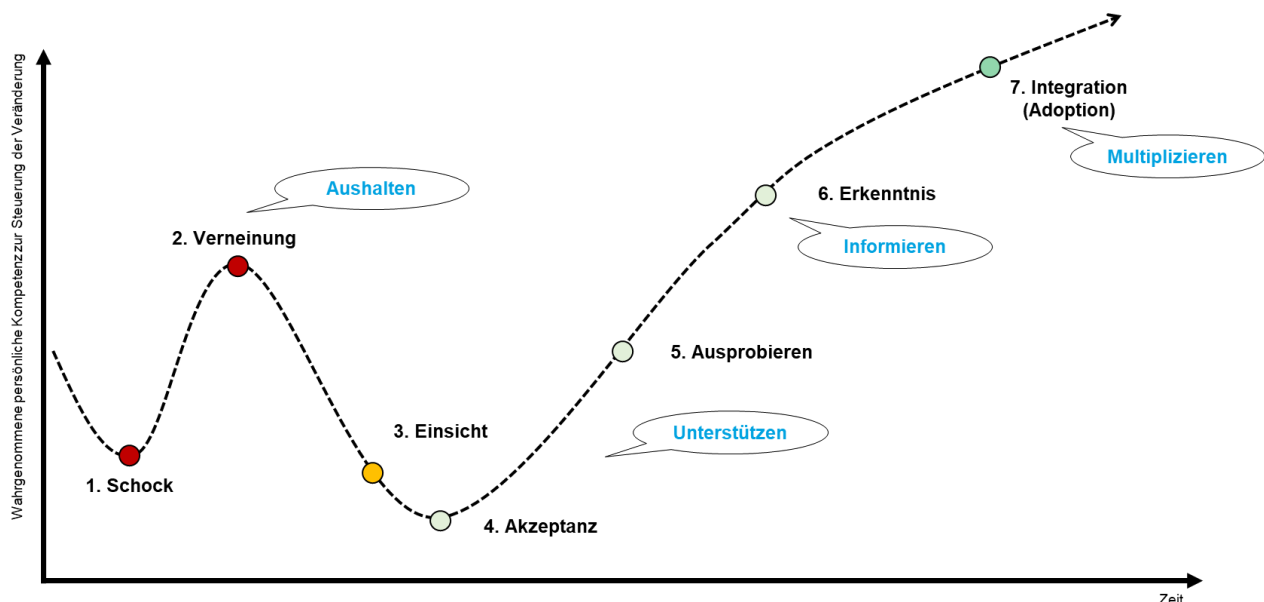 Wahrgenommene persönliche Kompetenz zur Steuerung der Veränderung
7. Integration
(Adoption)
Multiplizieren
Aushalten
6. Erkenntnis
2. Verneinung
Informieren
5. Ausprobieren
3. Einsicht
Unterstützen
1. Schock
4. Akzeptanz
Zeit